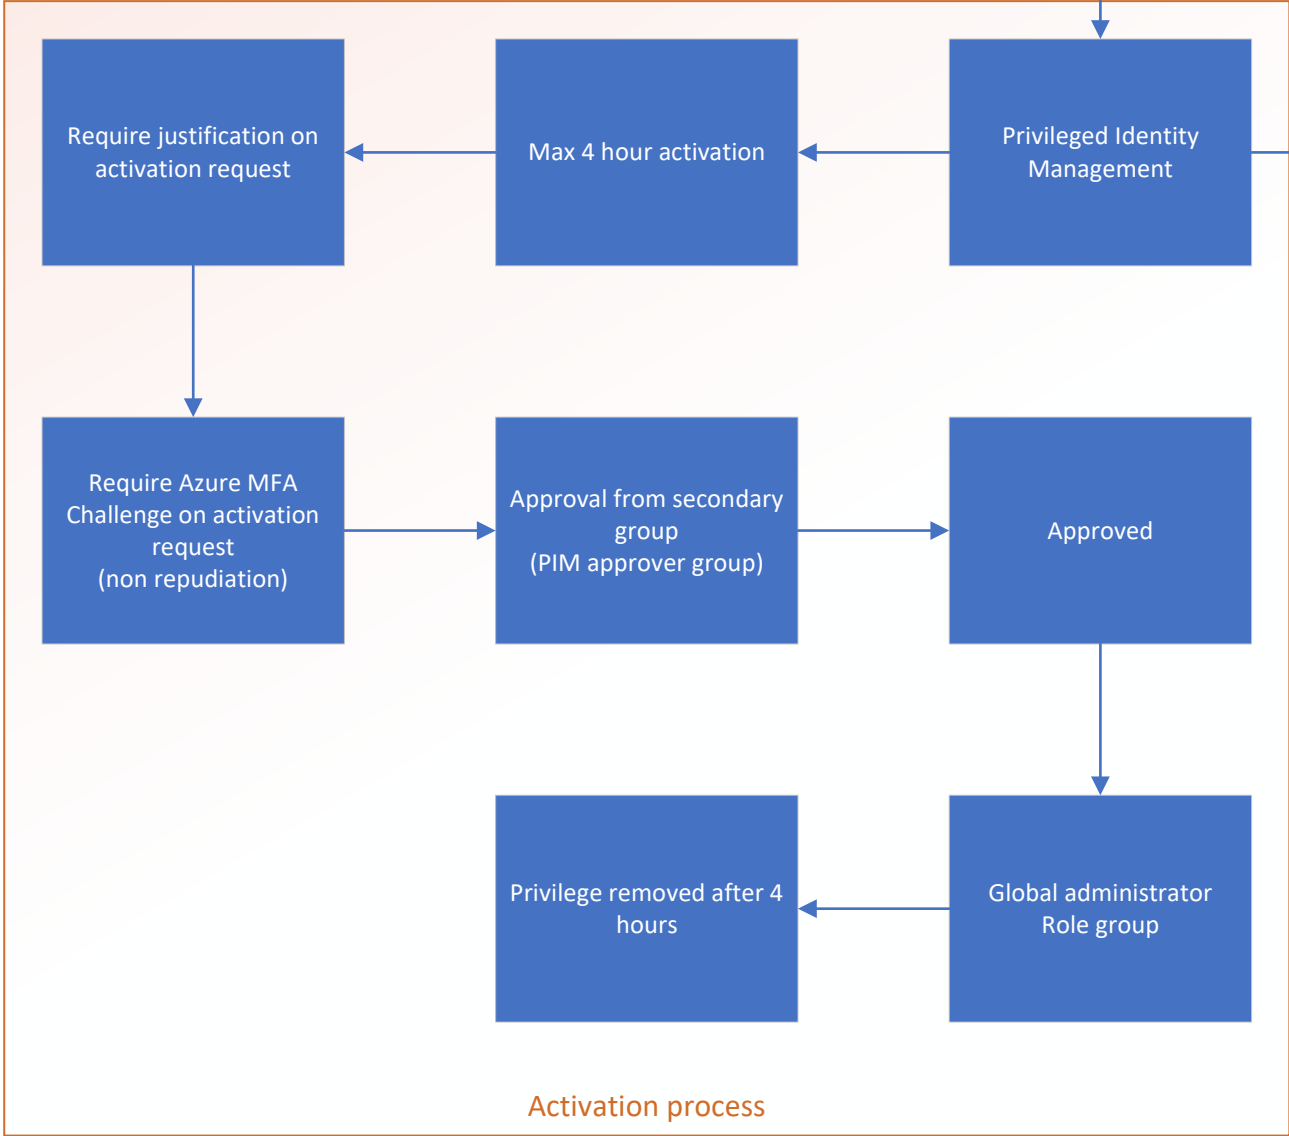 Require justification on
activation request
Max 4 hour activation
Privileged Identity
Management
Require Azure MFA
Challenge on activation
request
(non repudiation)
Approval from secondary
group
(PIM approver group)
Approved
Privilege removed after 4
hours
Global administrator
Role group
Activation process